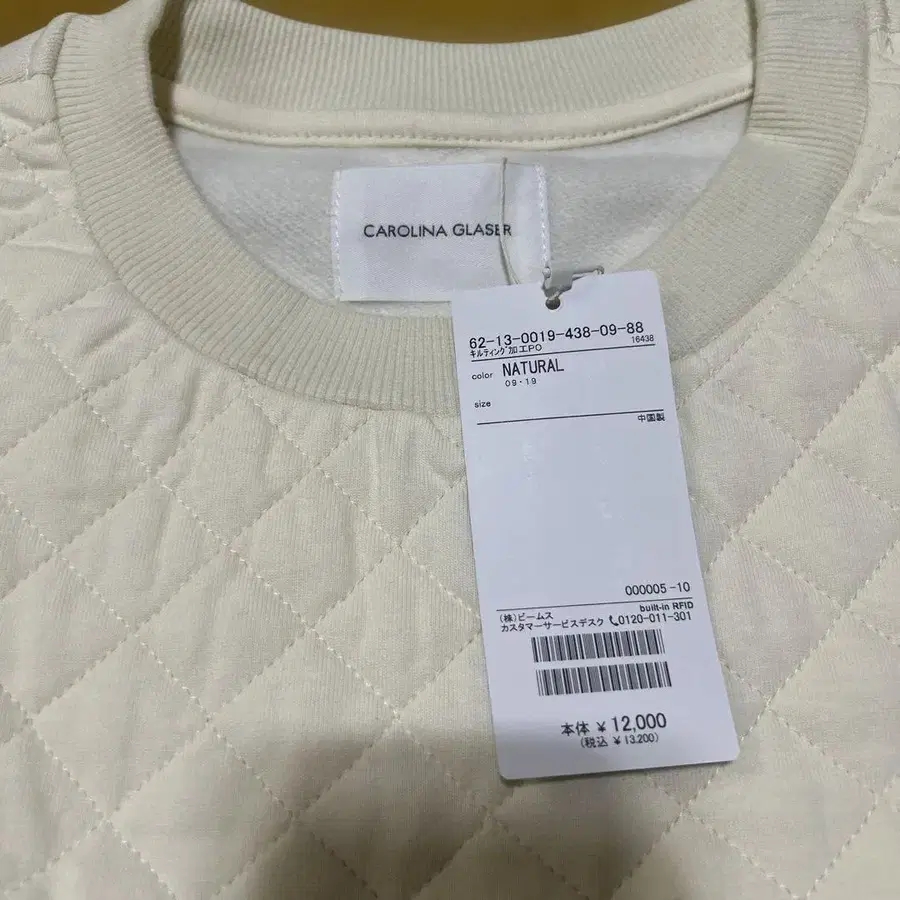 CAROLINA GLASER
62-13-0019-438-09-88
ｷﾙﾃｨﾝｸﾞ加工PO 16438
color NATURAL
09・19
size
中国製
000005-10
built-in RFID
(株)ビームス
カスタマーサービスデスク 0120-011-301
本体 ¥12,000
(税込 ¥13,200)